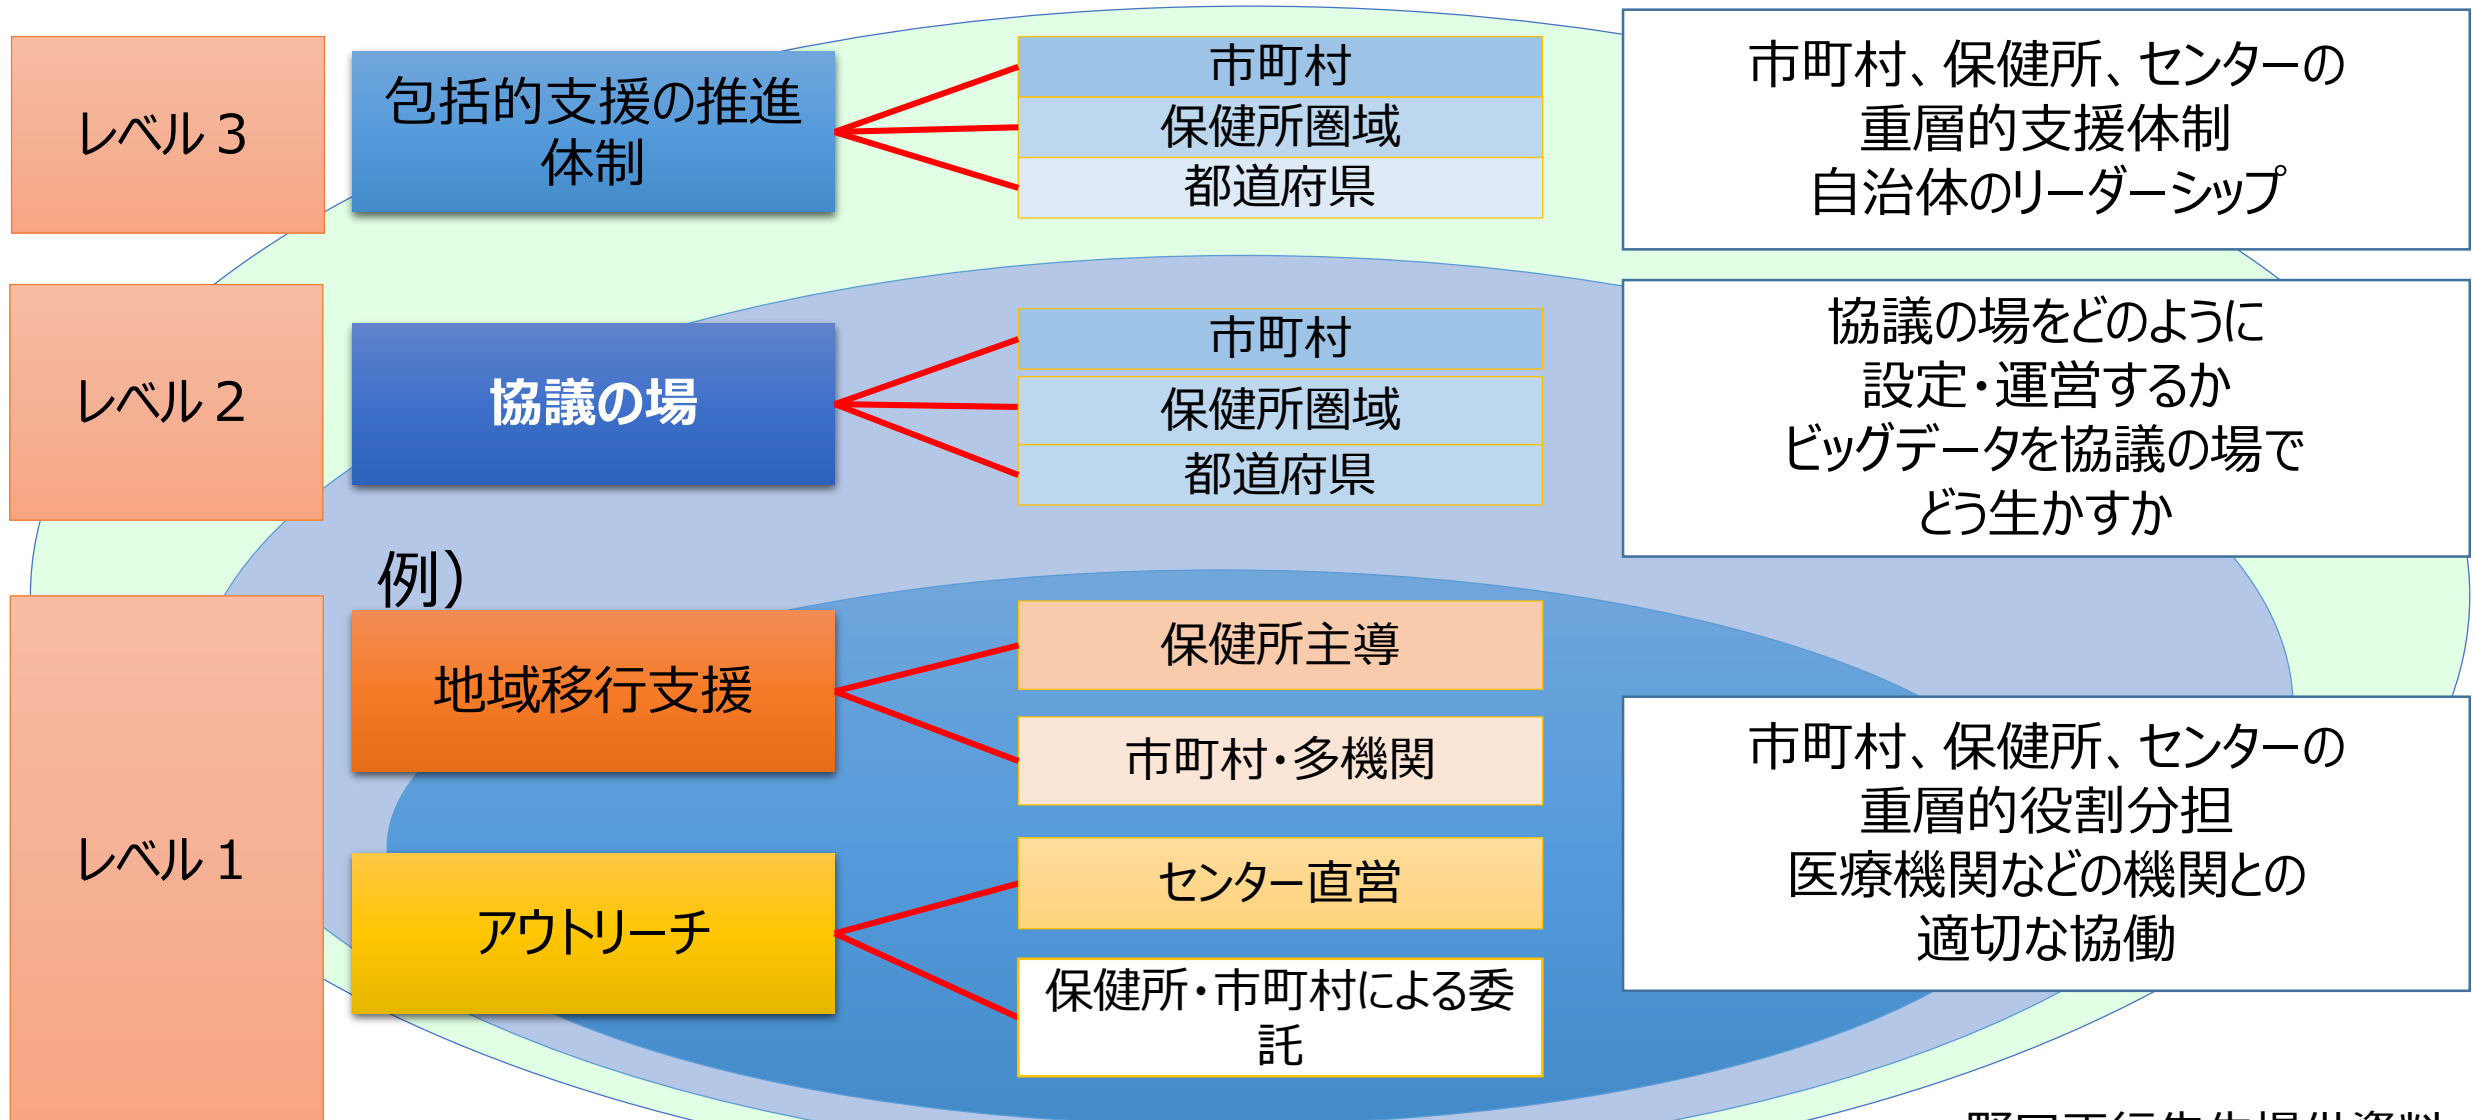 レベル3
包括的支援の推進
体制
市町村
保健所圏域
都道府県
市町村、保健所、センターの
重層的支援体制
自治体のリーダーシップ
レベル2
協議の場
市町村
保健所圏域
都道府県
協議の場をどのように
設定・運営するか
ビッグデータを協議の場で
どう生かすか
例）
レベル1
地域移行支援
保健所主導
市町村・多機関
アウトリーチ
センター直営
保健所・市町村による委
託
市町村、保健所、センターの
重層的役割分担
医療機関などの機関との
適切な協働